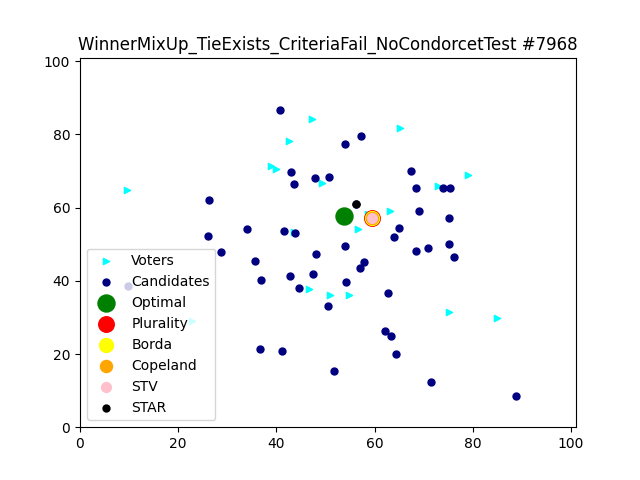 WinnerMixUp_TieExists_CriteriaFail_NoCondorcetTest #7968
100
80
60
40
20
0
Voters
Candidates
Optimal
Plurality
Borda
Copeland
STV
STAR
0 20 40 60 80 100